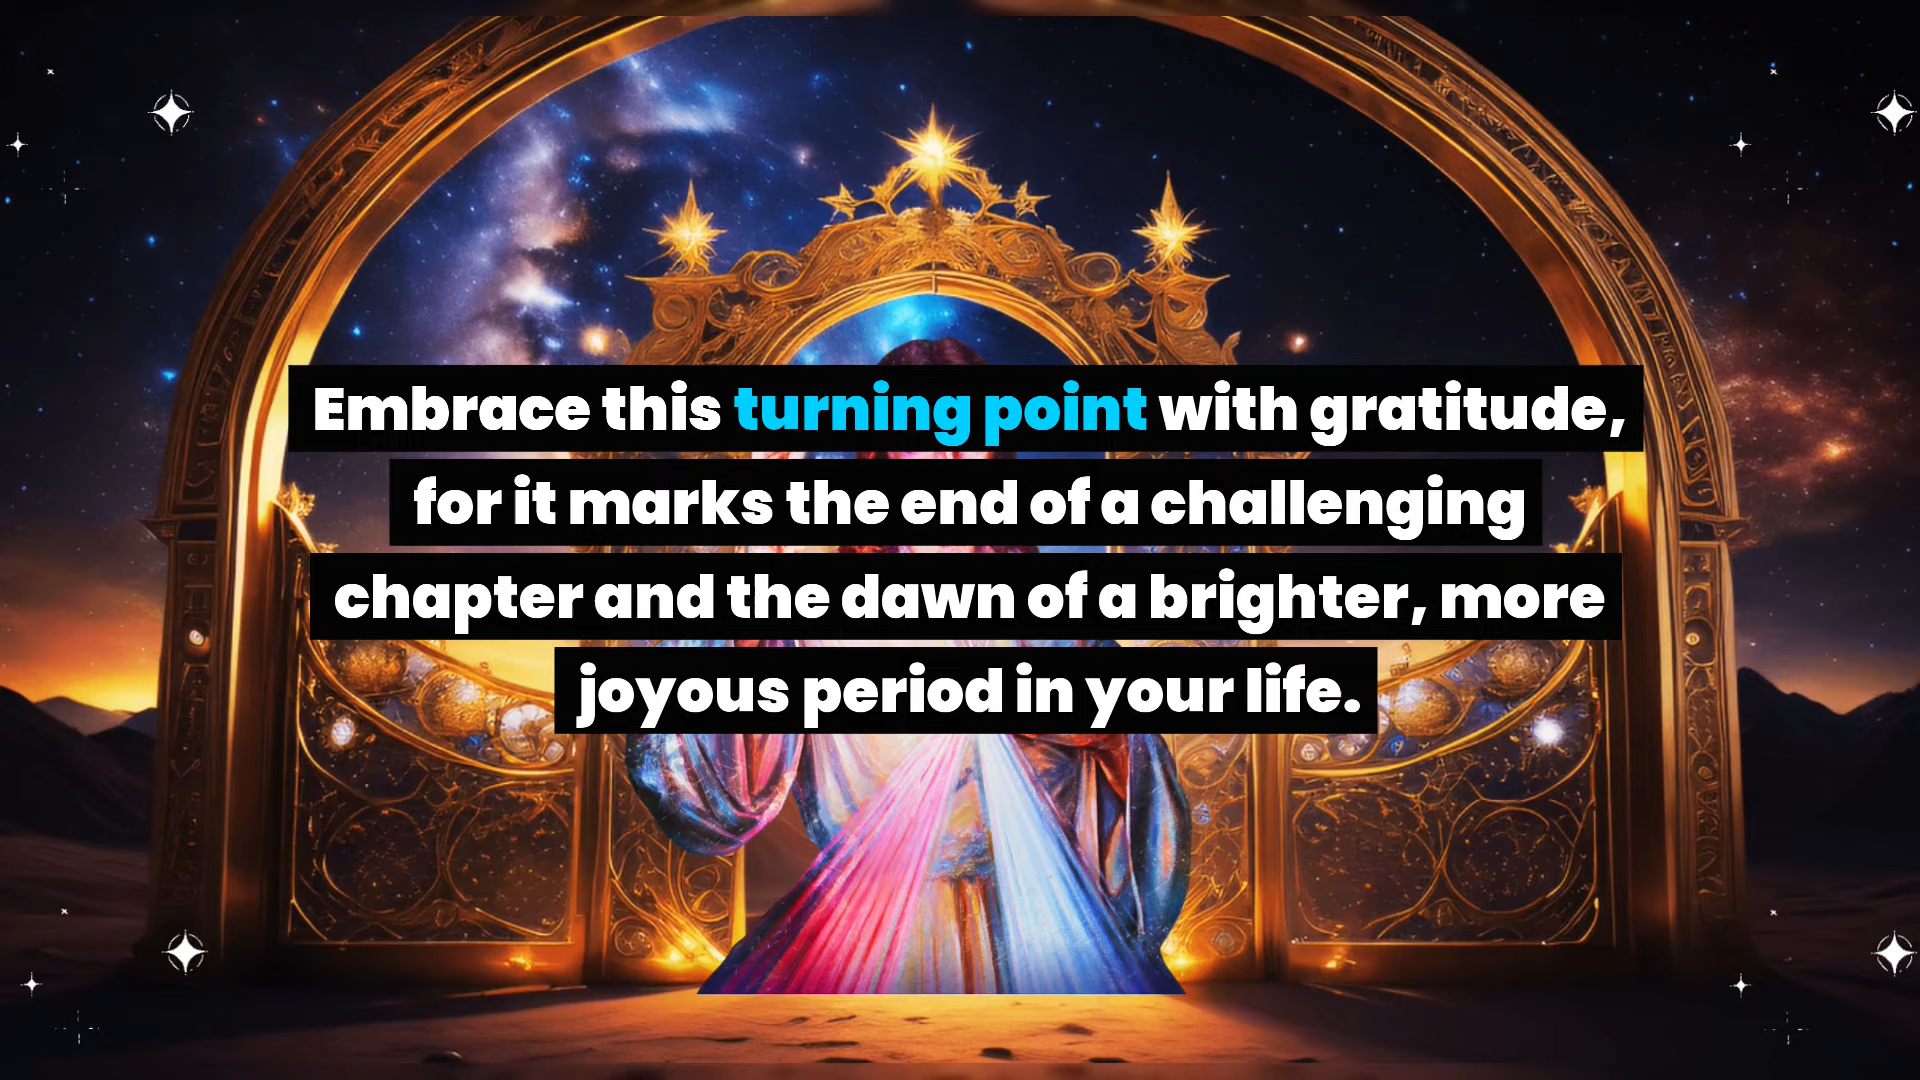 Embrace this turning point with gratitude,
for it marks the end of a challenging
chapter and the dawn of a brighter, more
joyous period in your life.